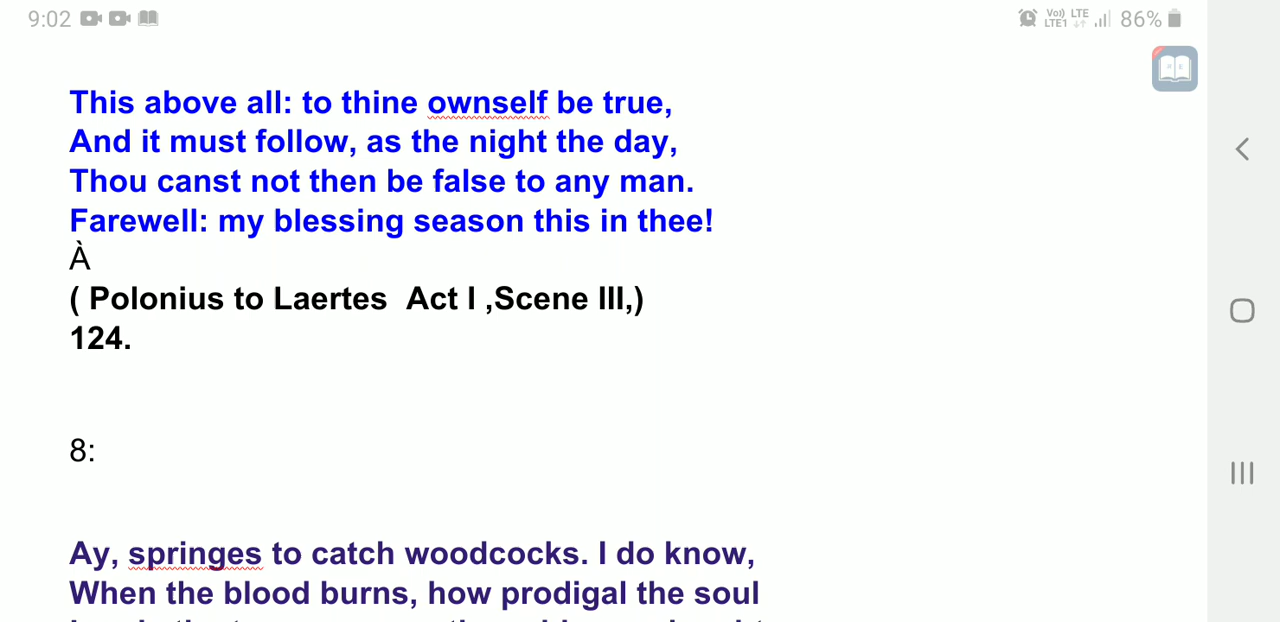 9:02
Vo)) LTE
LTE1
86%
This above all: to thine ownself be true,
And it must follow, as the night the day,
Thou canst not then be false to any man.
Farewell: my blessing season this in thee!
À
( Polonius to Laertes  Act I ,Scene III,)
124.
8:
Ay, springes to catch woodcocks. I do know,
When the blood burns, how prodigal the soul